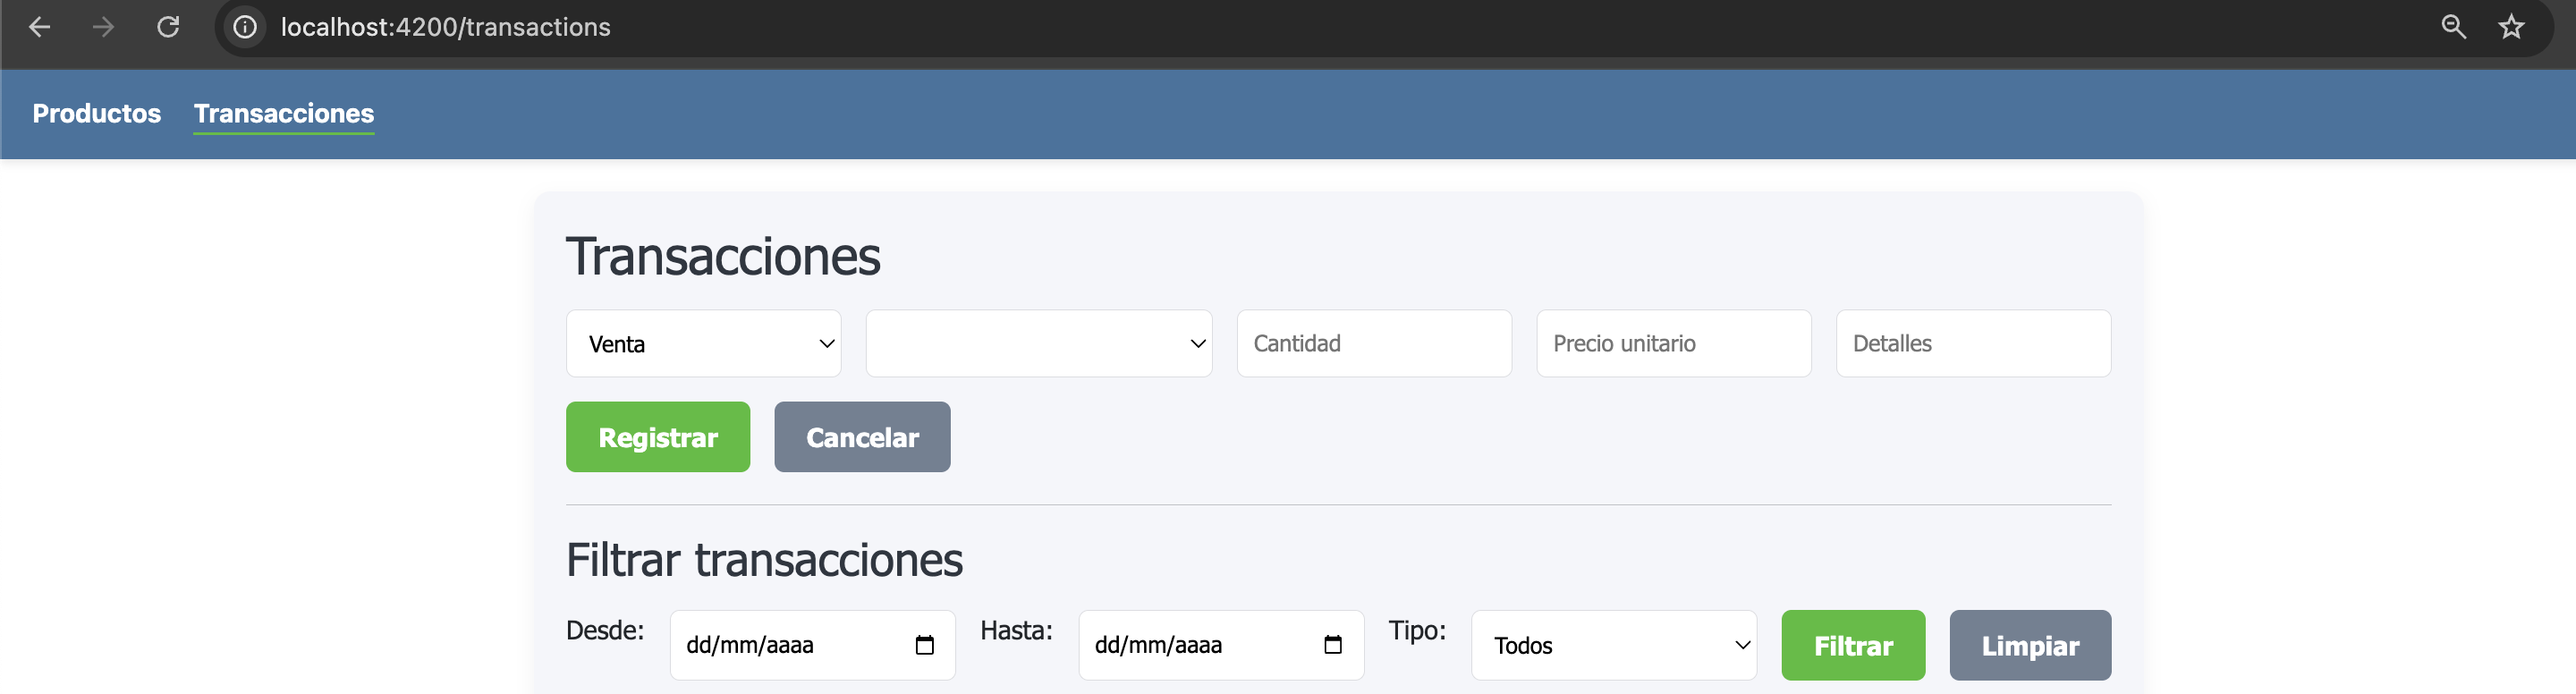 localhost:4200/transactions
Productos Transacciones
Transacciones
Venta Cantidad Precio unitario Detalles
Registrar Cancelar
Filtrar transacciones
Desde: dd/mm/aaaa Hasta: dd/mm/aaaa Tipo: Todos Filtrar Limpiar